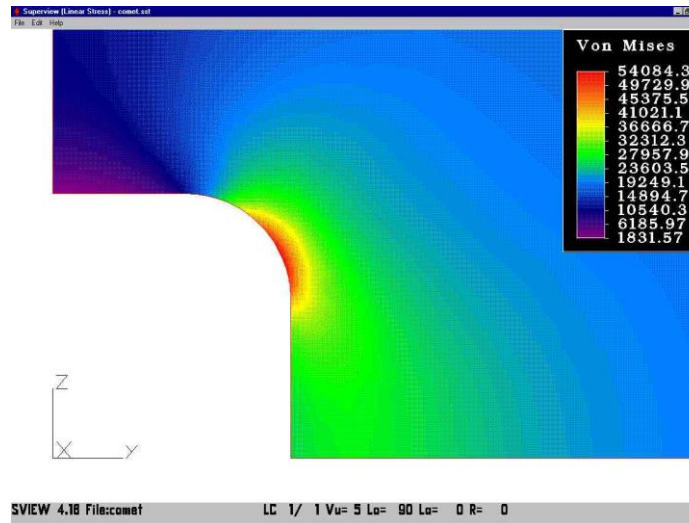 Superview (Linear Stress) - comet.sst
File Edit Help
Von Mises
54084.3
49729.9
45375.5
41021.1
36666.7
32312.3
27957.9
23603.5
19249.1
14894.7
10540.3
6185.97
1831.57
Z
X Y
SVIEW 4.18 File:comet LC 1/ 1 Vu= 5 Lo= 90 La= 0 R= 0